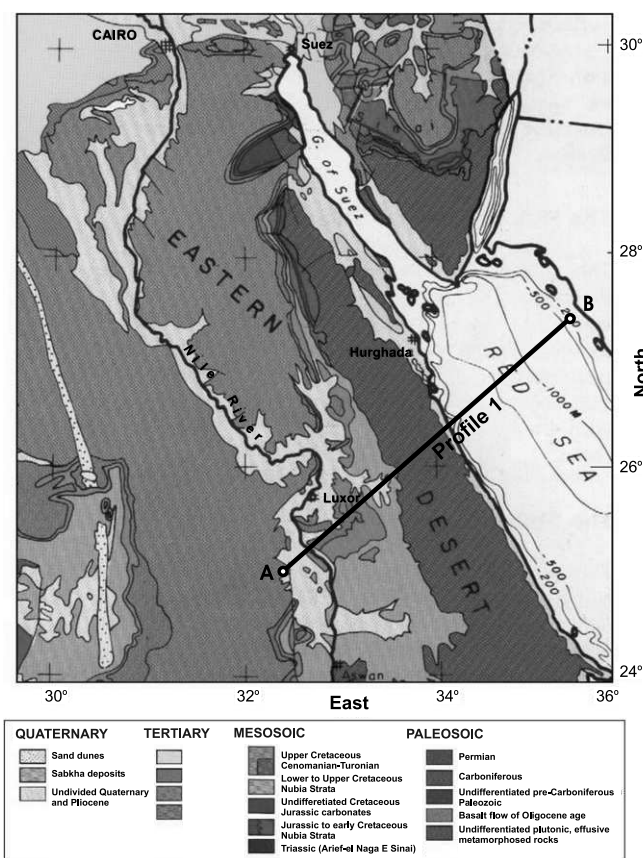 CAIRO
Suez
30°
Sinai
G. of Suez
28°
EASTERN
B
-500
-200
Hurghada
Nile River
RED SEA
North
-1000 M
Profile 1
26°
Luxor
DESERT
A
-500
-200
Aswan
24°
30°
32°
34°
36°
East
QUATERNARY
Sand dunes
Sabkha deposits
Undivided Quaternary
and Pliocene
TERTIARY
MESOSOIC
Upper Cretaceous
Cenomanian-Turonian
Lower to Upper Cretaceous
Nubia Strata
Undifferentiated Cretaceous
Jurassic carbonates
Jurassic to early Cretaceous
Nubia Strata
Triassic (Arief-el Naga E Sinai)
PALEOSOIC
Permian
Carboniferous
Undifferentiated pre-Carboniferous
Paleozoic
Basalt flow of Oligocene age
Undifferentiated plutonic, effusive
metamorphosed rocks